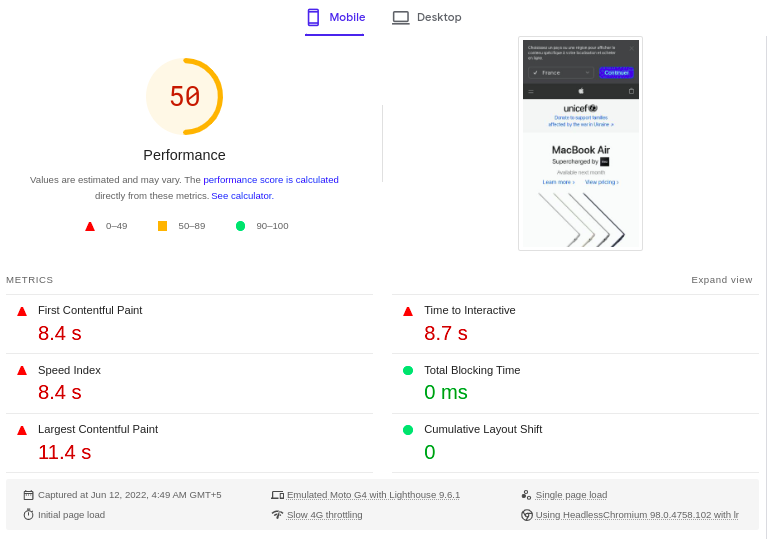 Mobile
Desktop
Choisissez un pays ou une région pour afficher le
contenu spécifique à votre localisation et acheter
en ligne.
France
Continuer
unicef
Donate to support families
affected by the war in Ukraine >
MacBook Air
Supercharged by
Available next month
Learn more >
View pricing >
50
Performance
Values are estimated and may vary. The performance score is calculated
directly from these metrics. See calculator.
0–49
50–89
90–100
METRICS
Expand view
First Contentful Paint
8.4 s
Time to Interactive
8.7 s
Speed Index
8.4 s
Total Blocking Time
0 ms
Largest Contentful Paint
11.4 s
Cumulative Layout Shift
0
Captured at Jun 12, 2022, 4:49 AM GMT+5
Emulated Moto G4 with Lighthouse 9.6.1
Single page load
Initial page load
Slow 4G throttling
Using HeadlessChromium 98.0.4758.102 with lr